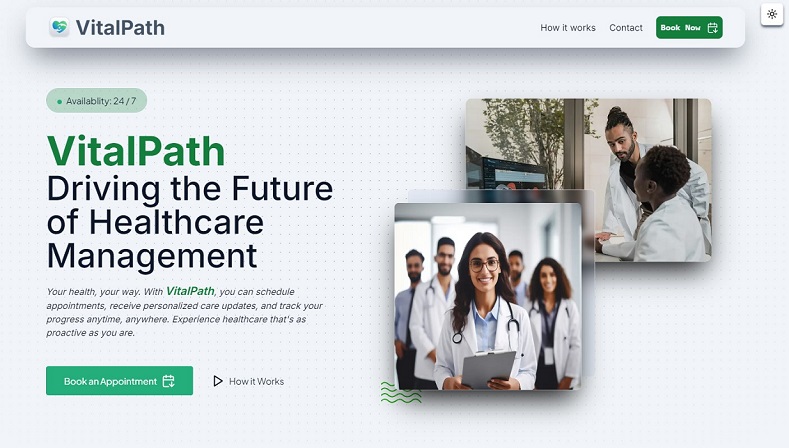 VitalPath
How it works
Contact
Book Now
Availablity: 24 / 7
VitalPath
Driving the Future
of Healthcare
Management
Your health, your way. With VitalPath, you can schedule
appointments, receive personalized care updates, and track your
progress anytime, anywhere. Experience healthcare that's as
proactive as you are.
Book an Appointment
How it Works